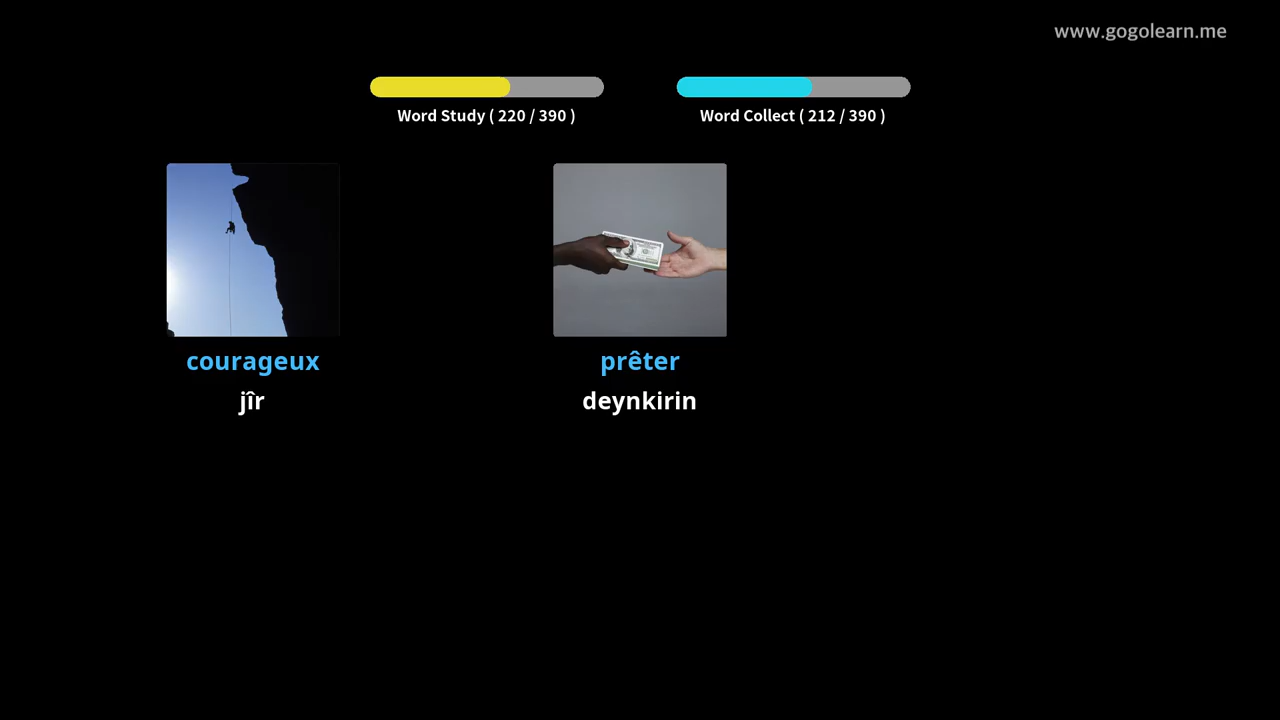 www.gogolearn.me
Word Study ( 220 / 390 )
Word Collect ( 212 / 390 )
courageux
jîr
prêter
deynkirin